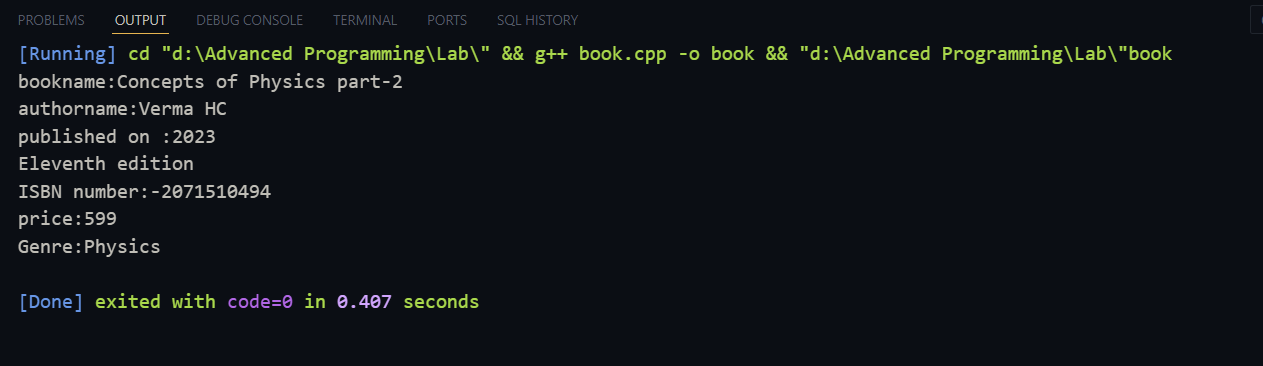 PROBLEMS OUTPUT DEBUG CONSOLE TERMINAL PORTS SQL HISTORY
[Running] cd "d:\Advanced Programming\Lab\" && g++ book.cpp -o book && "d:\Advanced Programming\Lab\"book
bookname:Concepts of Physics part-2
authorname:Verma HC
published on :2023
Eleventh edition
ISBN number:-2071510494
price:599
Genre:Physics
[Done] exited with code=0 in 0.407 seconds